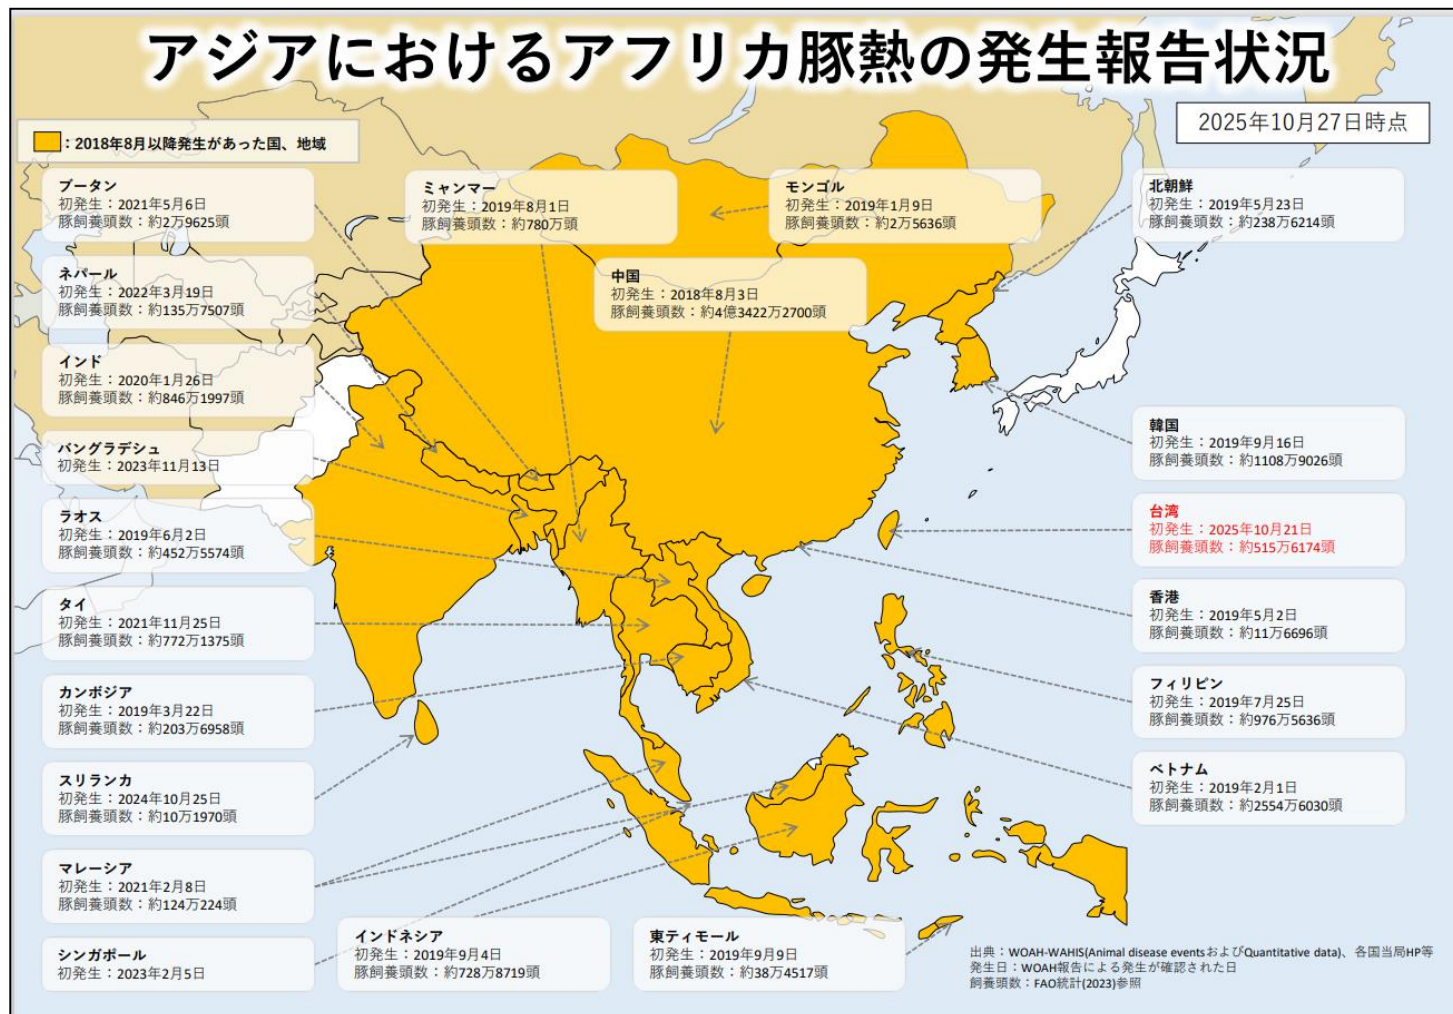 アジアにおけるアフリカ豚熱の発生報告状況
2025年10月27日時点
：2018年8月以降発生があった国、地域
ブータン
初発生：2021年5月6日
豚飼養頭数：約2万9625頭
ミャンマー
初発生：2019年8月1日
豚飼養頭数：約780万頭
モンゴル
初発生：2019年1月9日
豚飼養頭数：約2万5636頭
北朝鮮
初発生：2019年5月23日
豚飼養頭数：約238万6214頭
ネパール
初発生：2022年3月19日
豚飼養頭数：約135万7507頭
中国
初発生：2018年8月3日
豚飼養頭数：約4億3422万2700頭
インド
初発生：2020年1月26日
豚飼養頭数：約846万1997頭
バングラデシュ
初発生：2023年11月13日
韓国
初発生：2019年9月16日
豚飼養頭数：約1108万9026頭
ラオス
初発生：2019年6月2日
豚飼養頭数：約452万5574頭
台湾
初発生：2025年10月21日
豚飼養頭数：約515万6174頭
タイ
初発生：2021年11月25日
豚飼養頭数：約772万1375頭
香港
初発生：2019年5月2日
豚飼養頭数：約11万6696頭
カンボジア
初発生：2019年3月22日
豚飼養頭数：約203万6958頭
フィリピン
初発生：2019年7月25日
豚飼養頭数：約976万5636頭
スリランカ
初発生：2024年10月25日
豚飼養頭数：約10万1970頭
ベトナム
初発生：2019年2月1日
豚飼養頭数：約2554万6030頭
マレーシア
初発生：2021年2月8日
豚飼養頭数：約124万224頭
シンガポール
初発生：2023年2月5日
インドネシア
初発生：2019年9月4日
豚飼養頭数：約728万8719頭
東ティモール
初発生：2019年9月9日
豚飼養頭数：約38万4517頭
出典：WOAH-WAHIS(Animal disease eventsおよびQuantitative data)、各国当局HP等
発生日：WOAH報告による発生が確認された日
飼養頭数：FAO統計(2023)参照